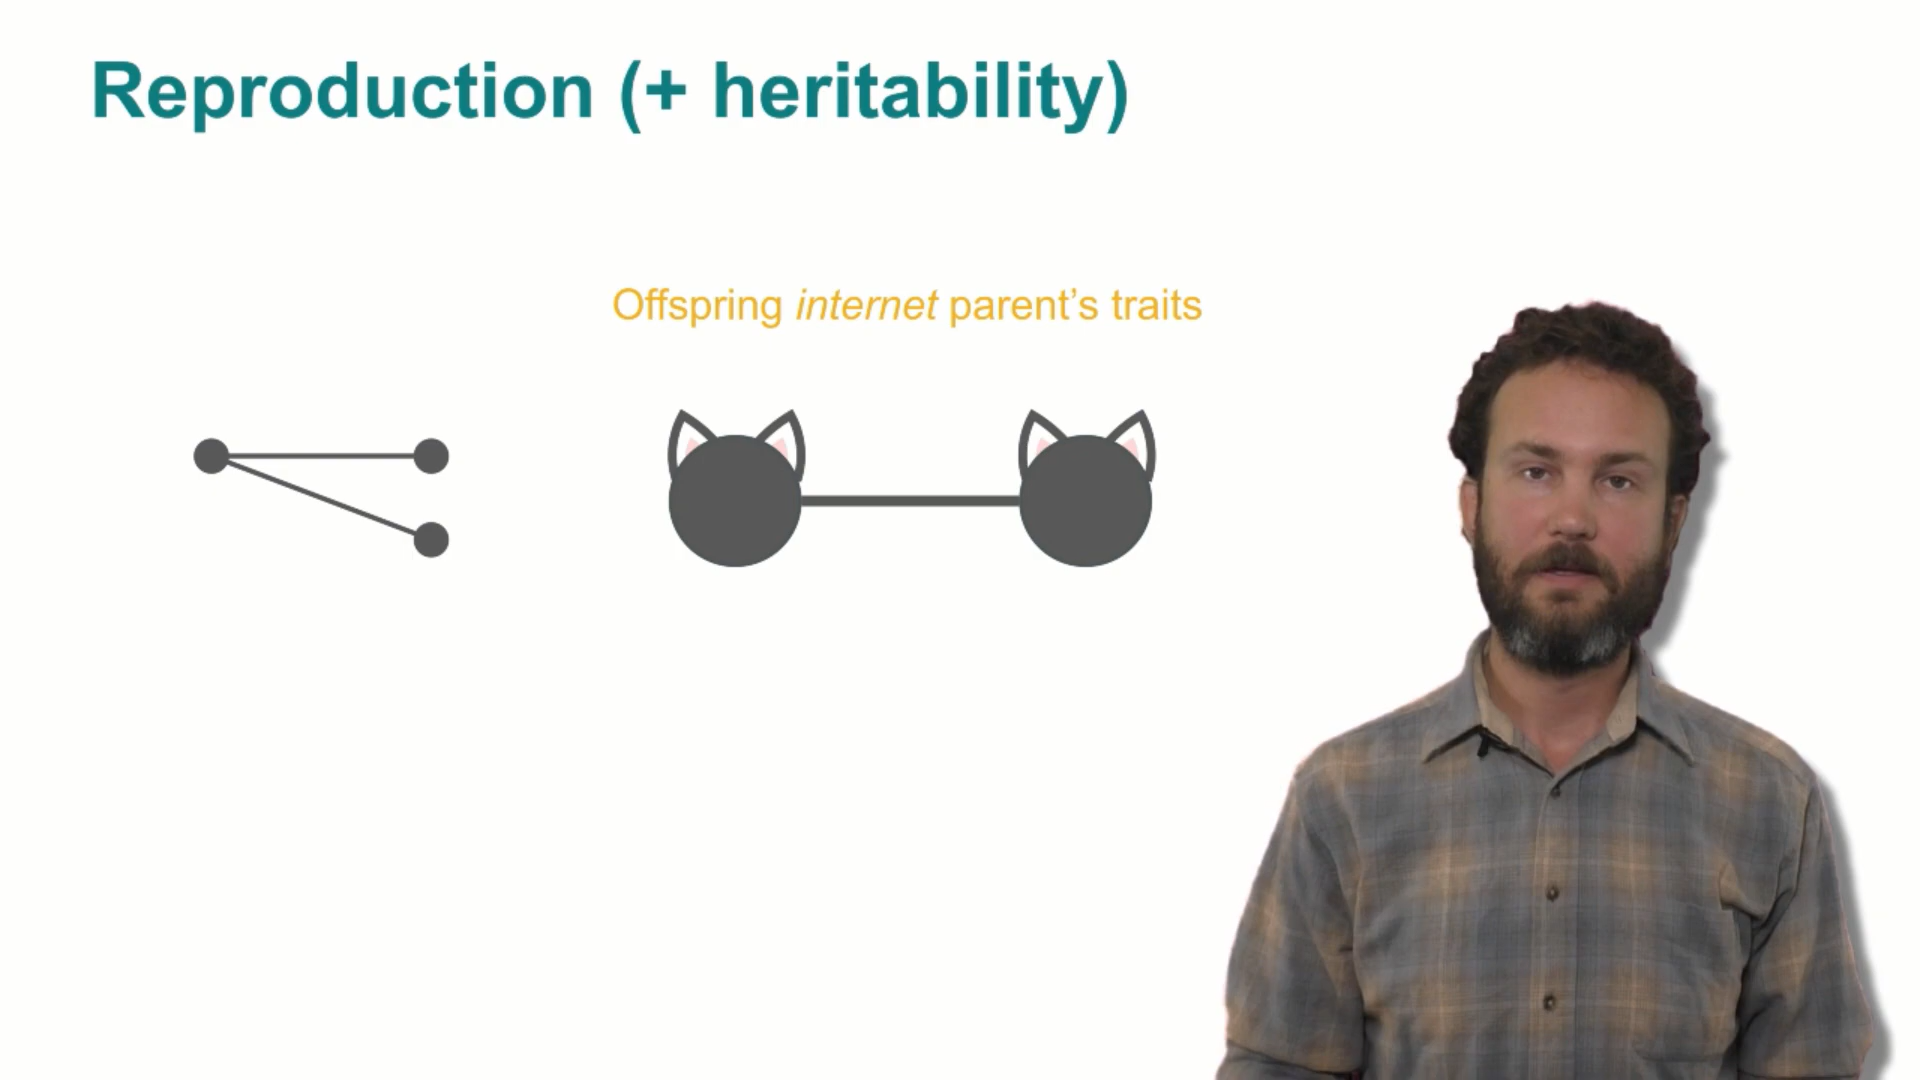 Reproduction (+ heritability)
Offspring internet parent’s traits